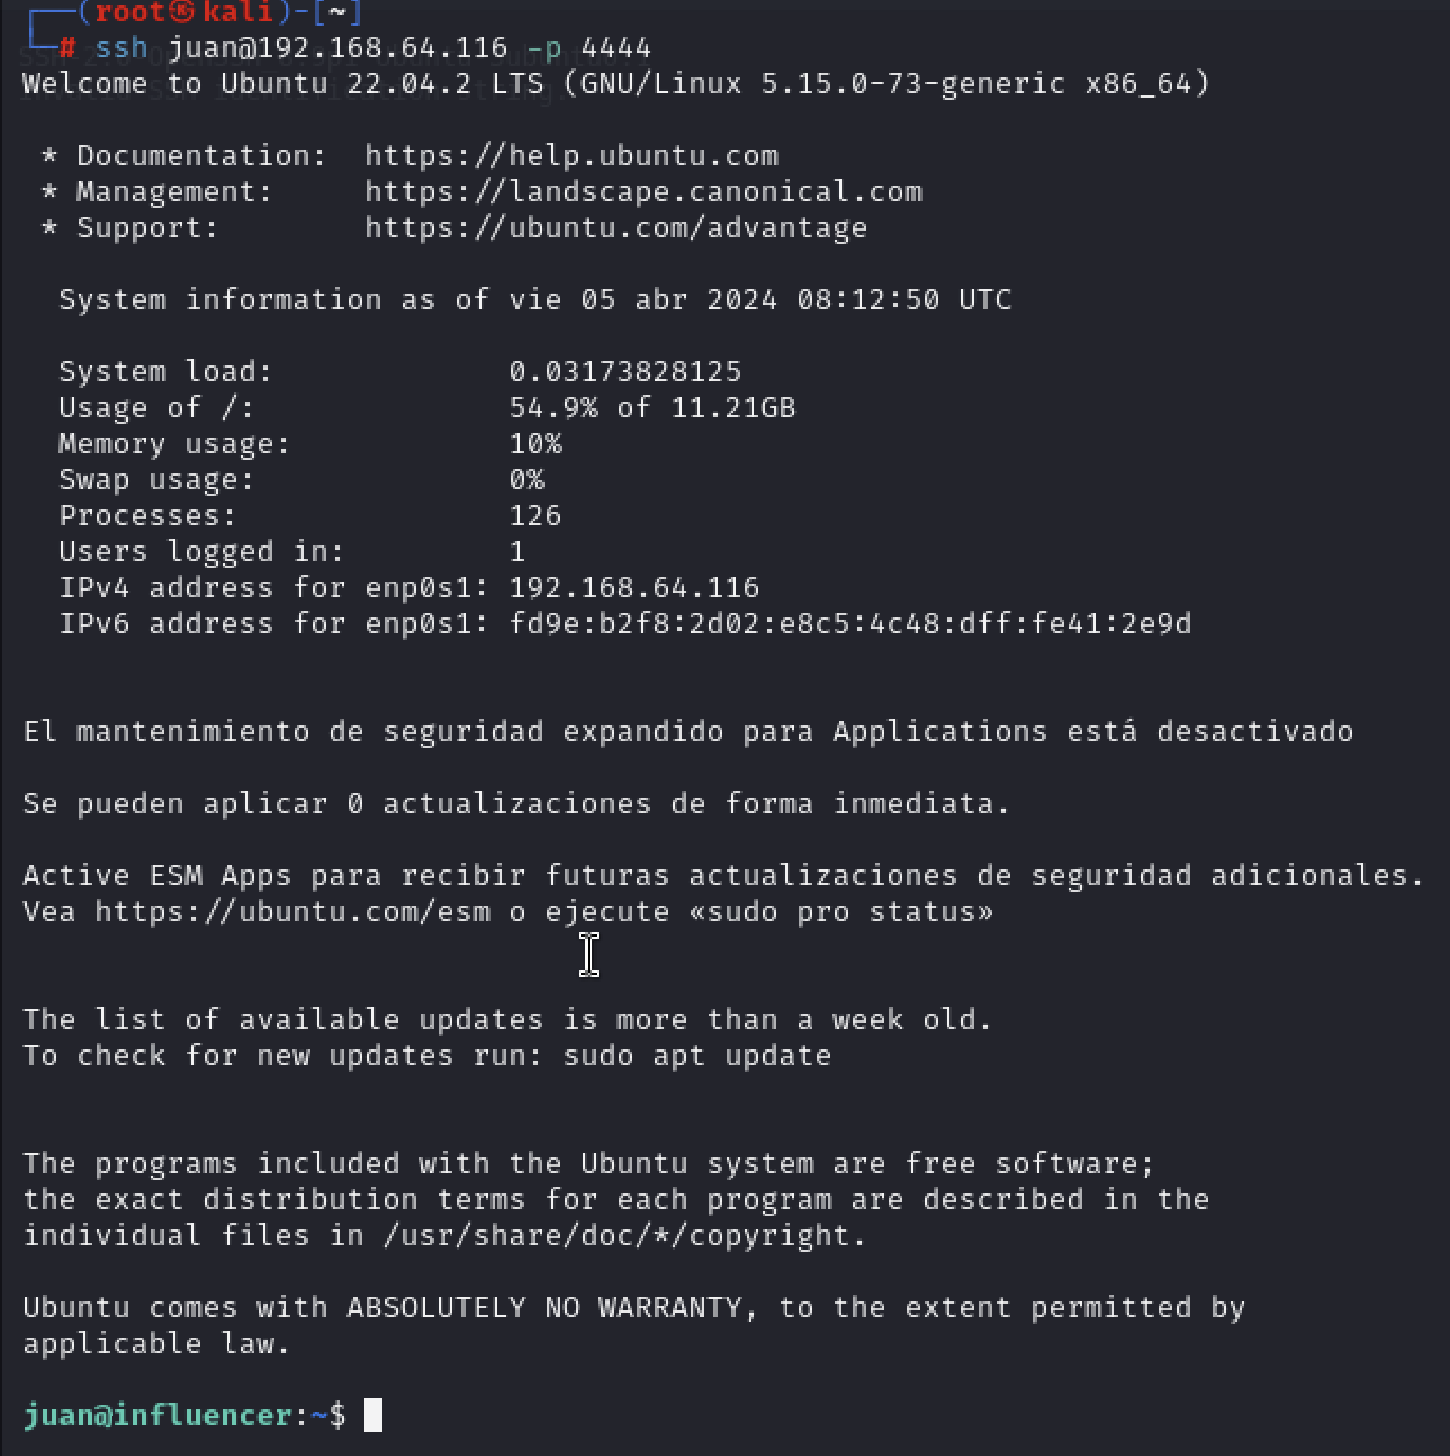 ┌──(root㉿kali)-[~]
└─# ssh juan@192.168.64.116 -p 4444
Welcome to Ubuntu 22.04.2 LTS (GNU/Linux 5.15.0-73-generic x86_64)
* Documentation:  https://help.ubuntu.com
* Management:     https://landscape.canonical.com
* Support:        https://ubuntu.com/advantage
System information as of vie 05 abr 2024 08:12:50 UTC
System load:             0.03173828125
Usage of /:              54.9% of 11.21GB
Memory usage:            10%
Swap usage:              0%
Processes:               126
Users logged in:         1
IPv4 address for enp0s1: 192.168.64.116
IPv6 address for enp0s1: fd9e:b2f8:2d02:e8c5:4c48:dff:fe41:2e9d
El mantenimiento de seguridad expandido para Applications está desactivado
Se pueden aplicar 0 actualizaciones de forma inmediata.
Active ESM Apps para recibir futuras actualizaciones de seguridad adicionales.
Vea https://ubuntu.com/esm o ejecute «sudo pro status»
The list of available updates is more than a week old.
To check for new updates run: sudo apt update
The programs included with the Ubuntu system are free software;
the exact distribution terms for each program are described in the
individual files in /usr/share/doc/*/copyright.
Ubuntu comes with ABSOLUTELY NO WARRANTY, to the extent permitted by
applicable law.
juan@influencer:~$